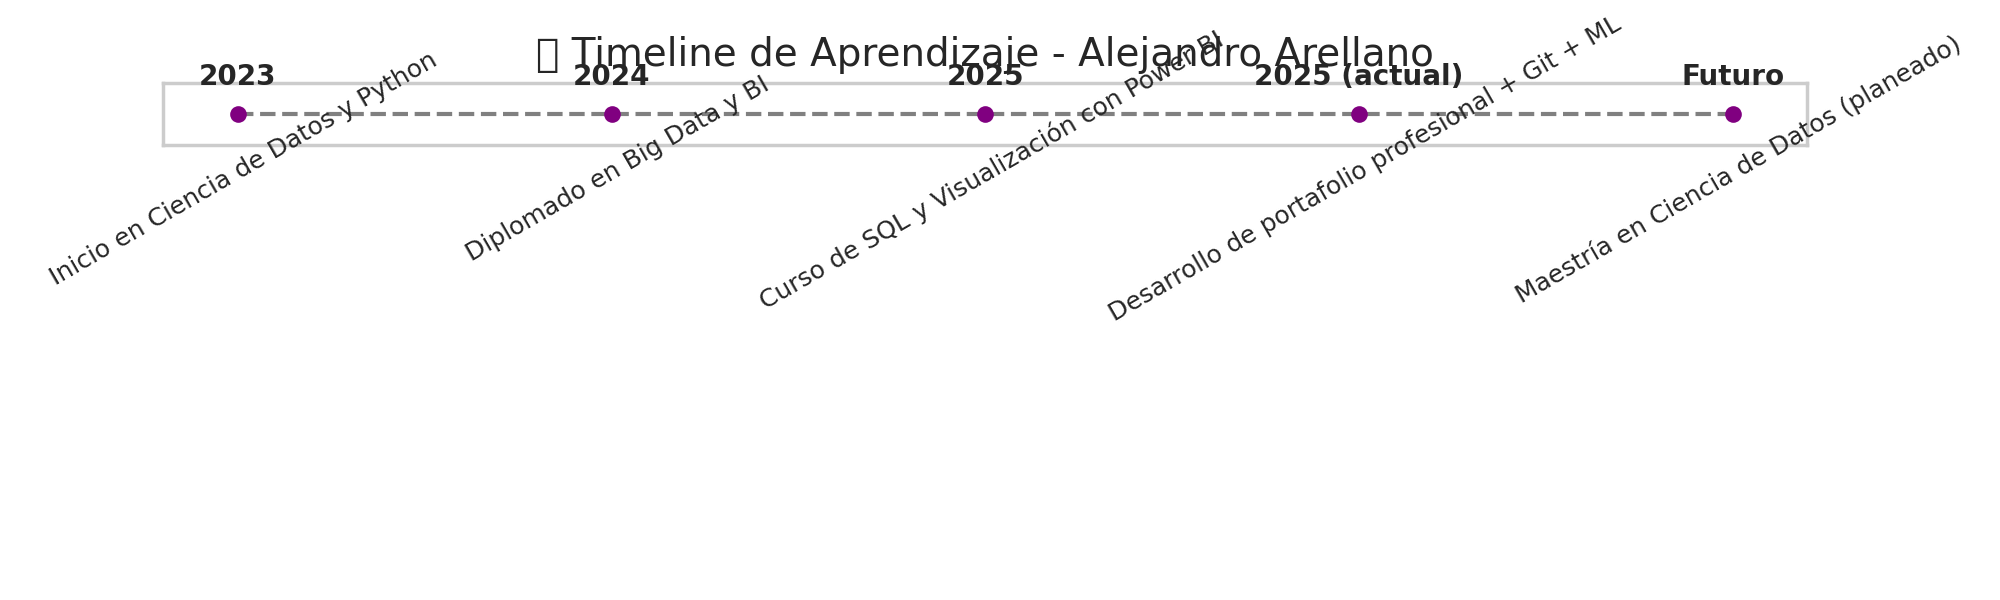 Timeline de Aprendizaje - Alejandro Arellano
2023
2024
2025
2025 (actual)
Futuro
Inicio en Ciencia de Datos y Python
Diplomado en Big Data y BI
Curso de SQL y Visualización con Power BI
Desarrollo de portafolio profesional + Git + ML
Maestría en Ciencia de Datos (planeado)